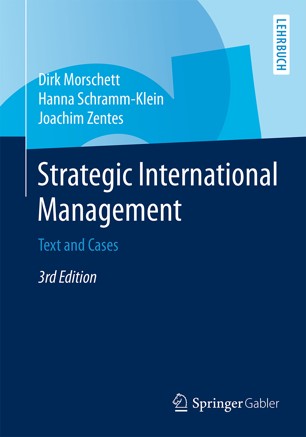 LEHRBUCH
Dirk Morschett
Hanna Schramm-Klein
Joachim Zentes
Strategic International
Management
Text and Cases
3rd Edition
Springer Gabler